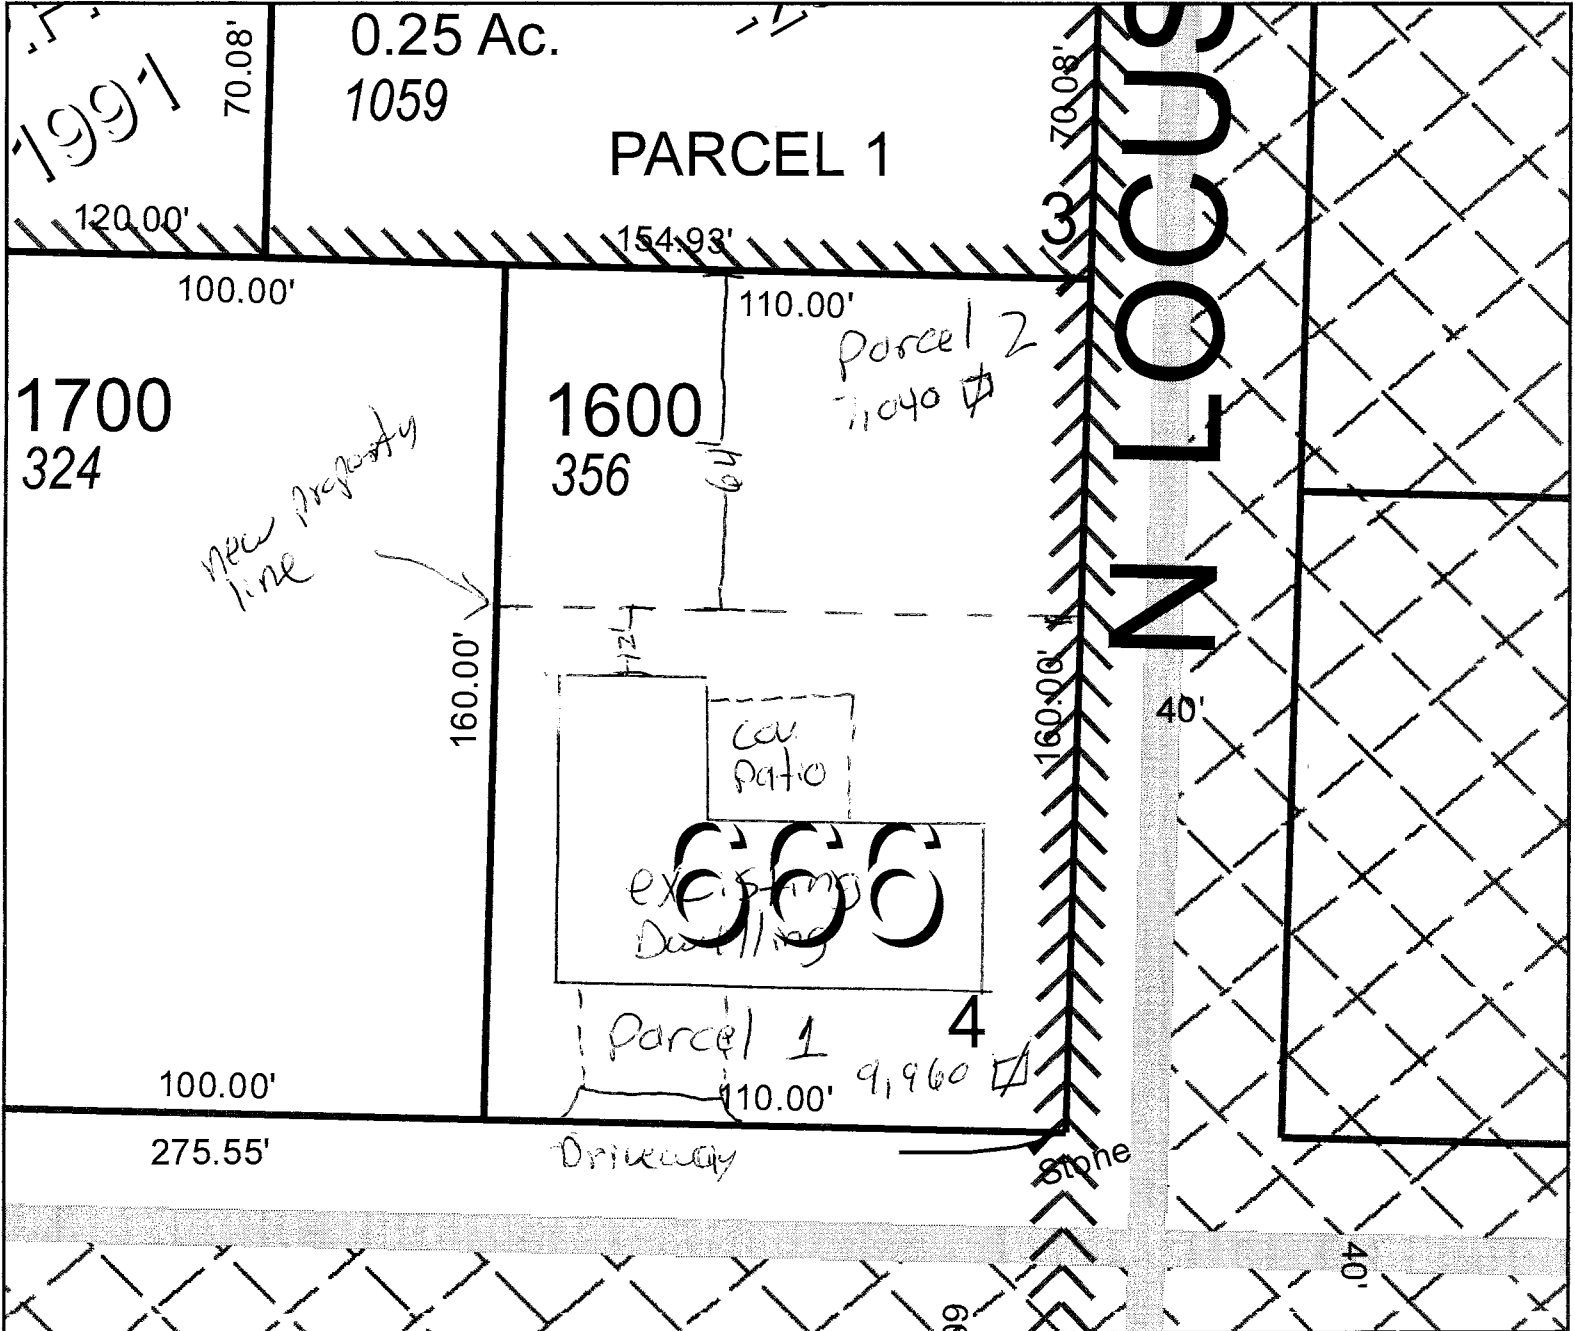 1991
70.08'
0.25 Ac.
1059
PARCEL 1
70.08'
120.00'
154.93'
3
100.00'
110.00'
Parcel 2
7,040
1700
324
1600
356
64'
new property
line
N LOCUS
160.00'
12'
160.00'
40'
cov.
patio
666
existing
Dwelling
Parcel 1
4
9,960
100.00'
110.00'
275.55'
Driveway
Stone
40'